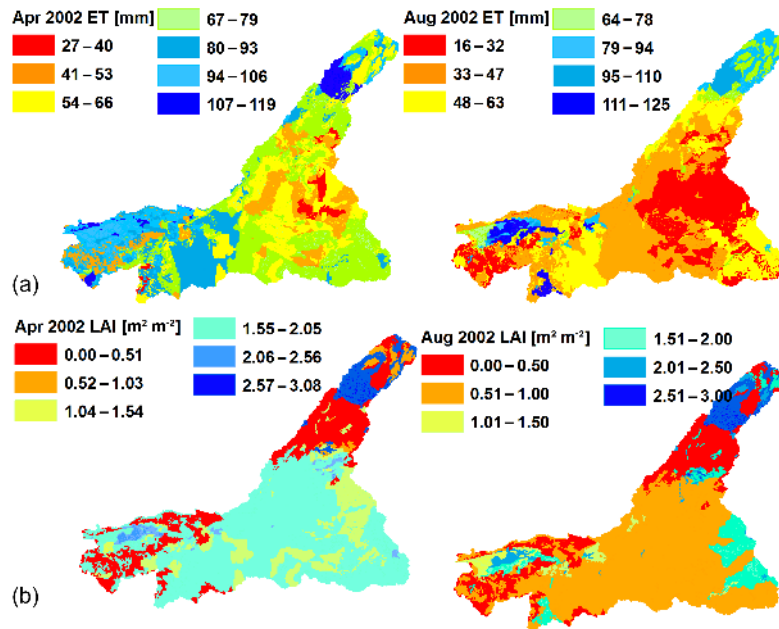 Apr 2002 ET [mm]
27 – 40
41 – 53
54 – 66
67 – 79
80 – 93
94 – 106
107 – 119
Aug 2002 ET [mm]
16 – 32
33 – 47
48 – 63
64 – 78
79 – 94
95 – 110
111 – 125
(a)
Apr 2002 LAI [m² m⁻²]
0.00 – 0.51
0.52 – 1.03
1.04 – 1.54
1.55 – 2.05
2.06 – 2.56
2.57 – 3.08
Aug 2002 LAI [m² m⁻²]
0.00 – 0.50
0.51 – 1.00
1.01 – 1.50
1.51 – 2.00
2.01 – 2.50
2.51 – 3.00
(b)